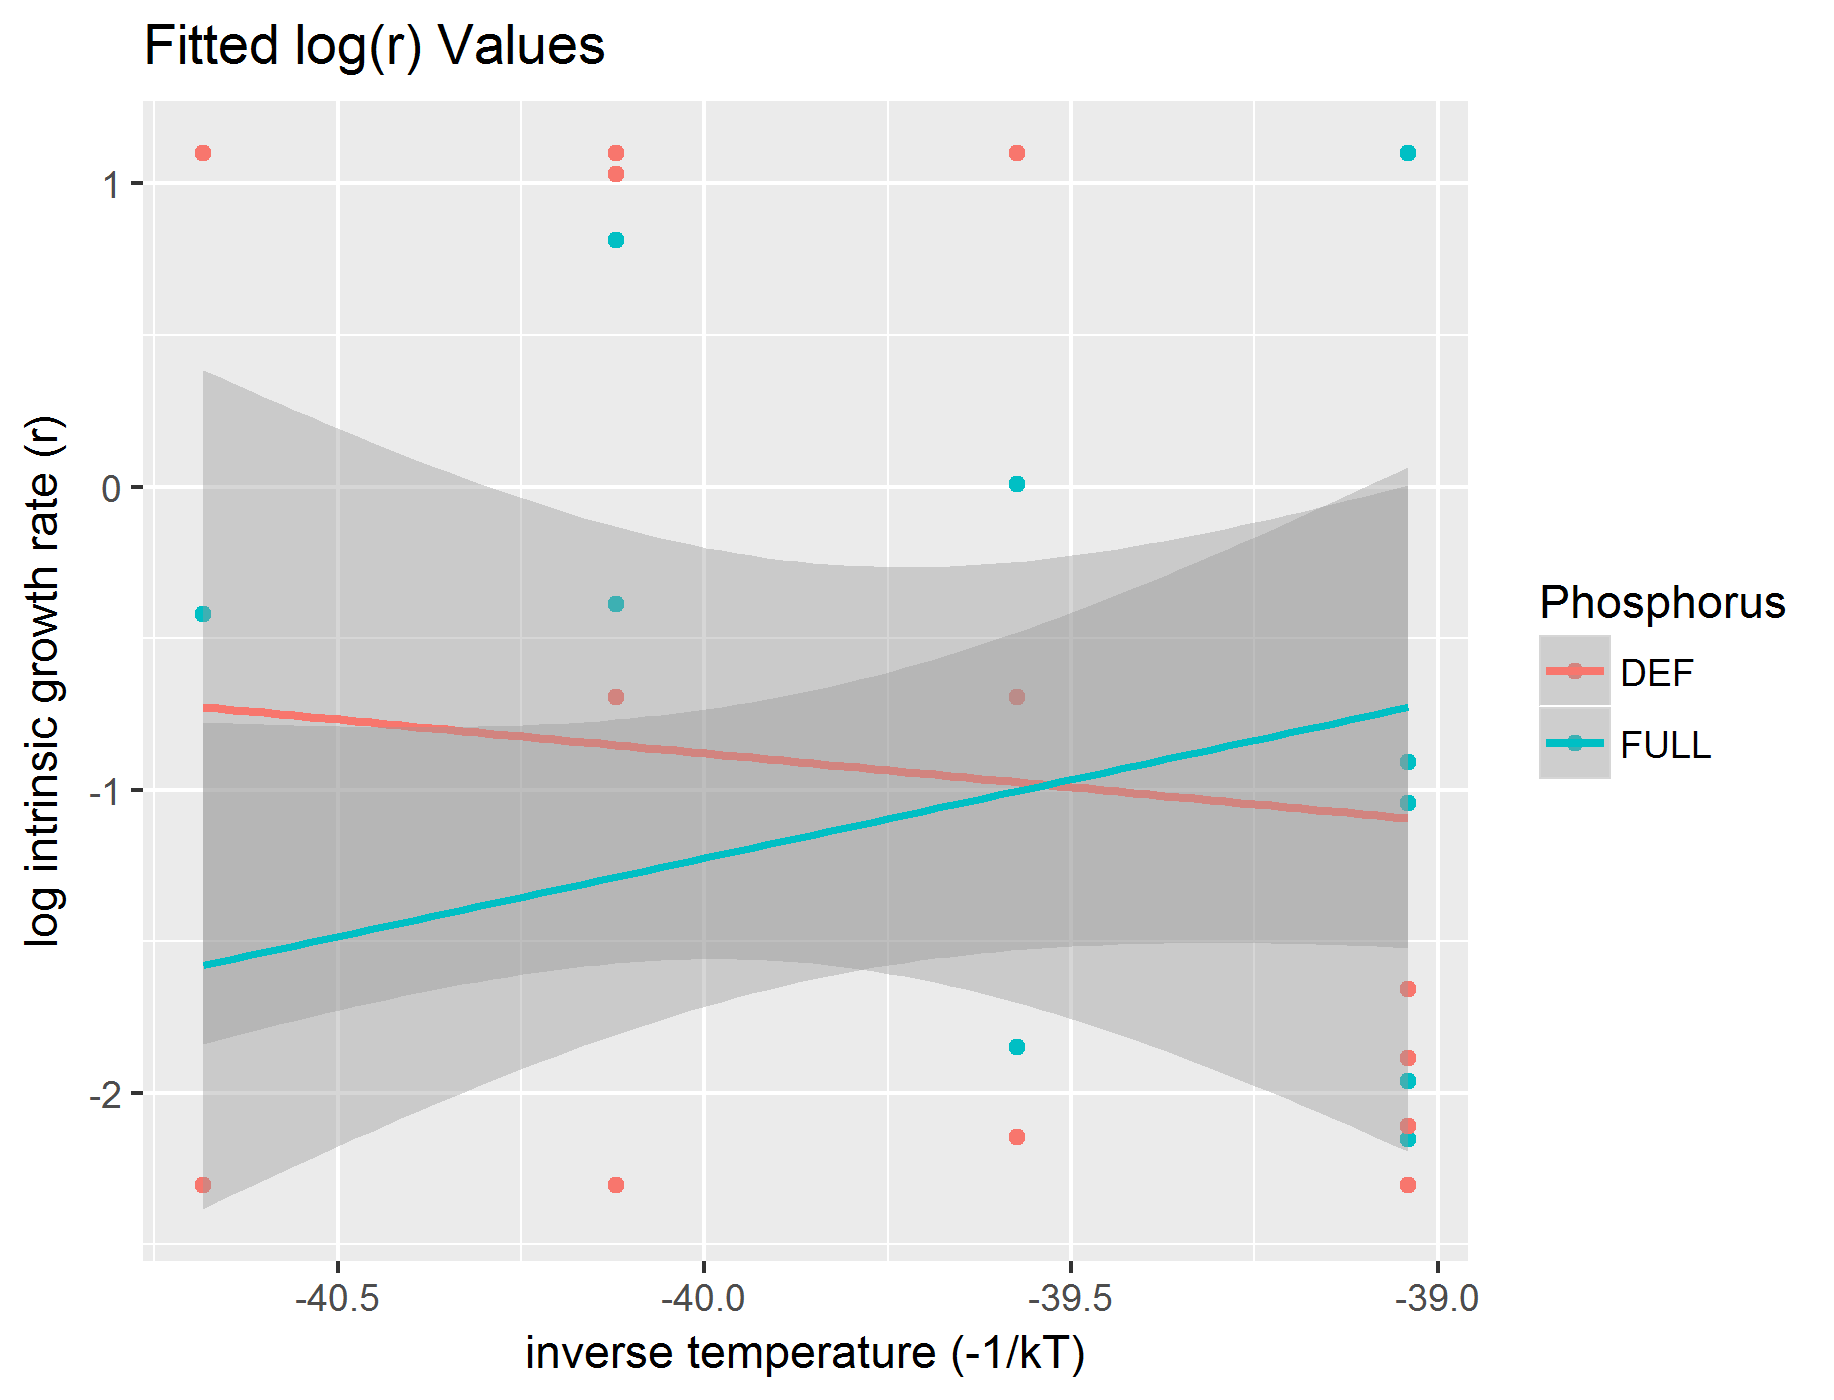 Fitted log(r) Values
log intrinsic growth rate (r)
1
0
-1
-2
-40.5
-40.0
-39.5
-39.0
inverse temperature (-1/kT)
Phosphorus
DEF
FULL